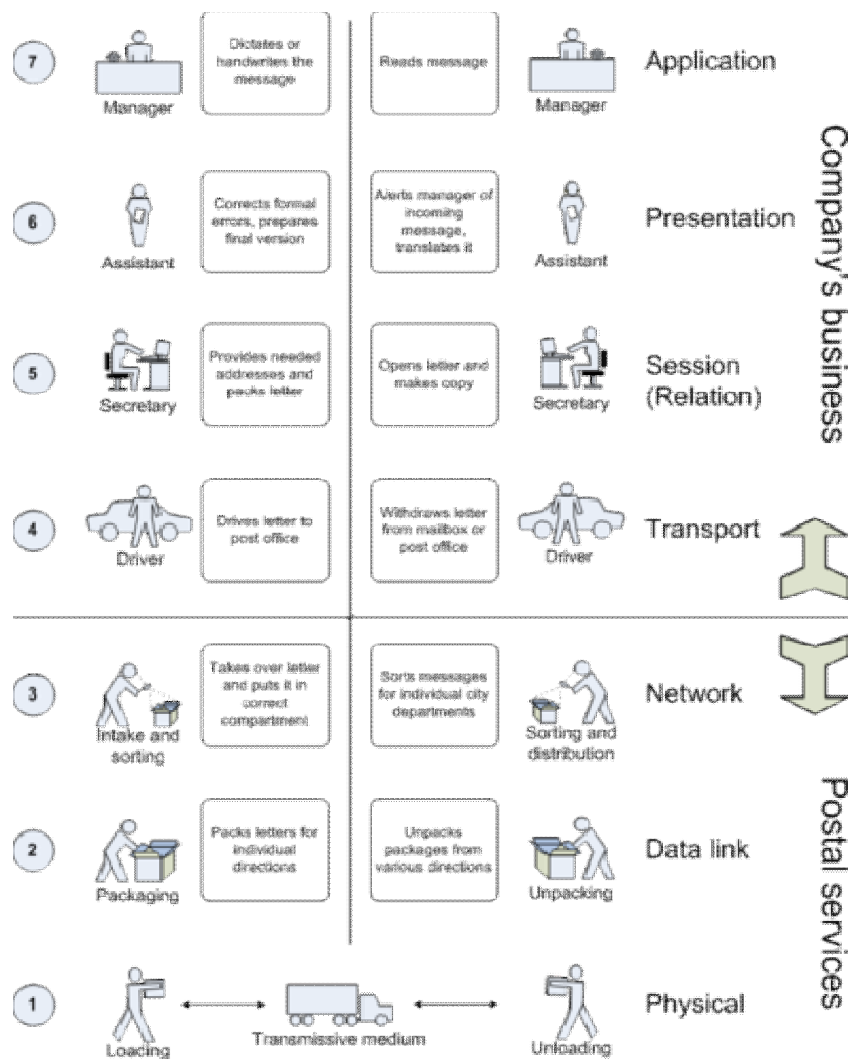 7
Manager
Dictates or
handwrites the
message
Reads message
Manager
Application
6
Assistant
Corrects formal
errors, prepares
final version
Alerts manager of
incoming
message,
translates it
Assistant
Presentation
5
Secretary
Provides needed
addresses and
packs letter
Opens letter and
makes copy
Secretary
Session
(Relation)
Company's business
4
Driver
Drives letter to
post office
Withdraws letter
from mailbox or
post office
Driver
Transport
3
Intake and
sorting
Takes over letter
and puts it in
correct
compartment
Sorts messages
for individual city
departments
Sorting and
distribution
Network
2
Packaging
Packs letters for
individual
directions
Unpacks
packages from
various directions
Unpacking
Data link
Postal services
1
Loading
Transmissive medium
Unloading
Physical